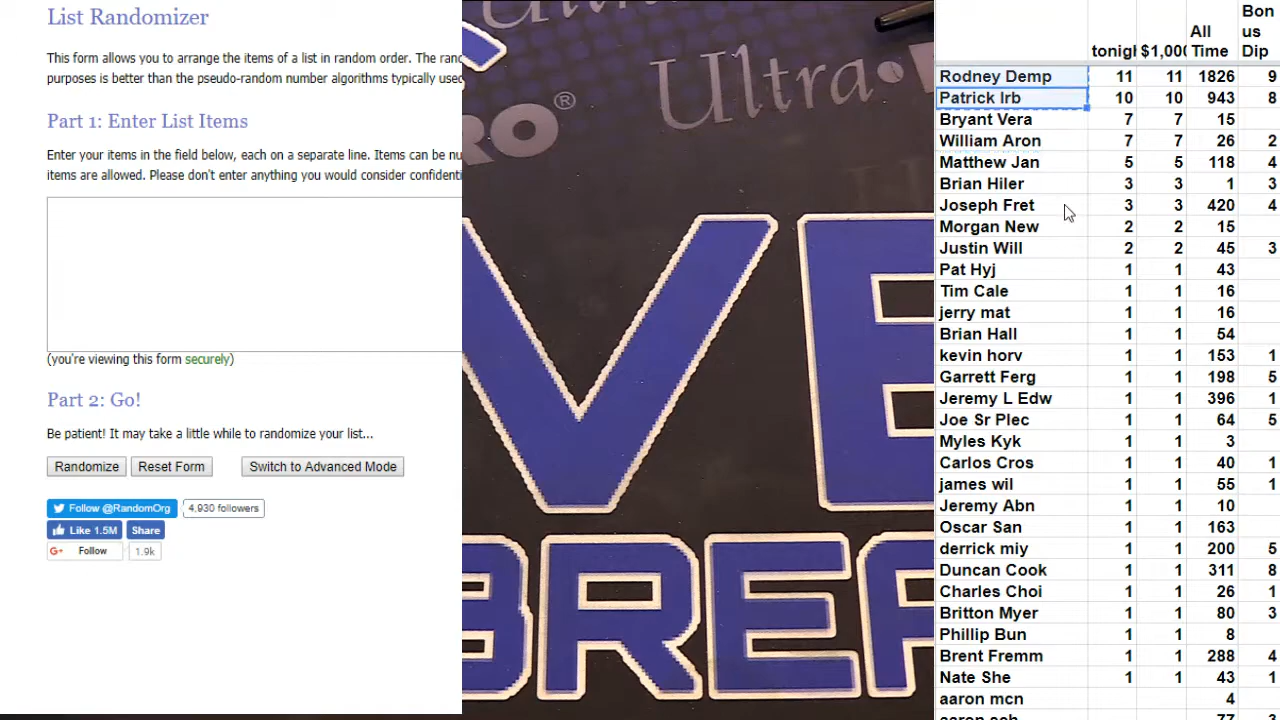 List Randomizer
This form allows you to arrange the items of a list in random order. The ranc
purposes is better than the pseudo-random number algorithms typically used
Part 1: Enter List Items
Enter your items in the field below, each on a separate line. Items can be nu
items are allowed. Please don't enter anything you would consider confidenti
(you're viewing this form securely)
Part 2: Go!
Be patient! It may take a little while to randomize your list...
Randomize Reset Form Switch to Advanced Mode
Follow @RandomOrg 4,930 followers
Like 1.5M Share
G+ Follow 1.9k
Ultra
Ultra
RO®
VE
BREA
tonigl $1,00( All Time Bon us Dip
Rodney Demp 11 11 1826 9
Patrick Irb 10 10 943 8
Bryant Vera 7 7 15
William Aron 7 7 26 2
Matthew Jan 5 5 118 4
Brian Hiler 3 3 1 3
Joseph Fret 3 3 420 4
Morgan New 2 2 15
Justin Will 2 2 45 3
Pat Hyj 1 1 43
Tim Cale 1 1 16
jerry mat 1 1 16
Brian Hall 1 1 54
kevin horv 1 1 153 1
Garrett Ferg 1 1 198 5
Jeremy L Edw 1 1 396 1
Joe Sr Plec 1 1 64 5
Myles Kyk 1 1 3
Carlos Cros 1 1 40 1
james wil 1 1 55 1
Jeremy Abn 1 1 10
Oscar San 1 1 163
derrick miy 1 1 200 5
Duncan Cook 1 1 311 8
Charles Choi 1 1 26 1
Britton Myer 1 1 80 3
Phillip Bun 1 1 8
Brent Fremm 1 1 288 4
Nate She 1 1 43 1
aaron mcn 4